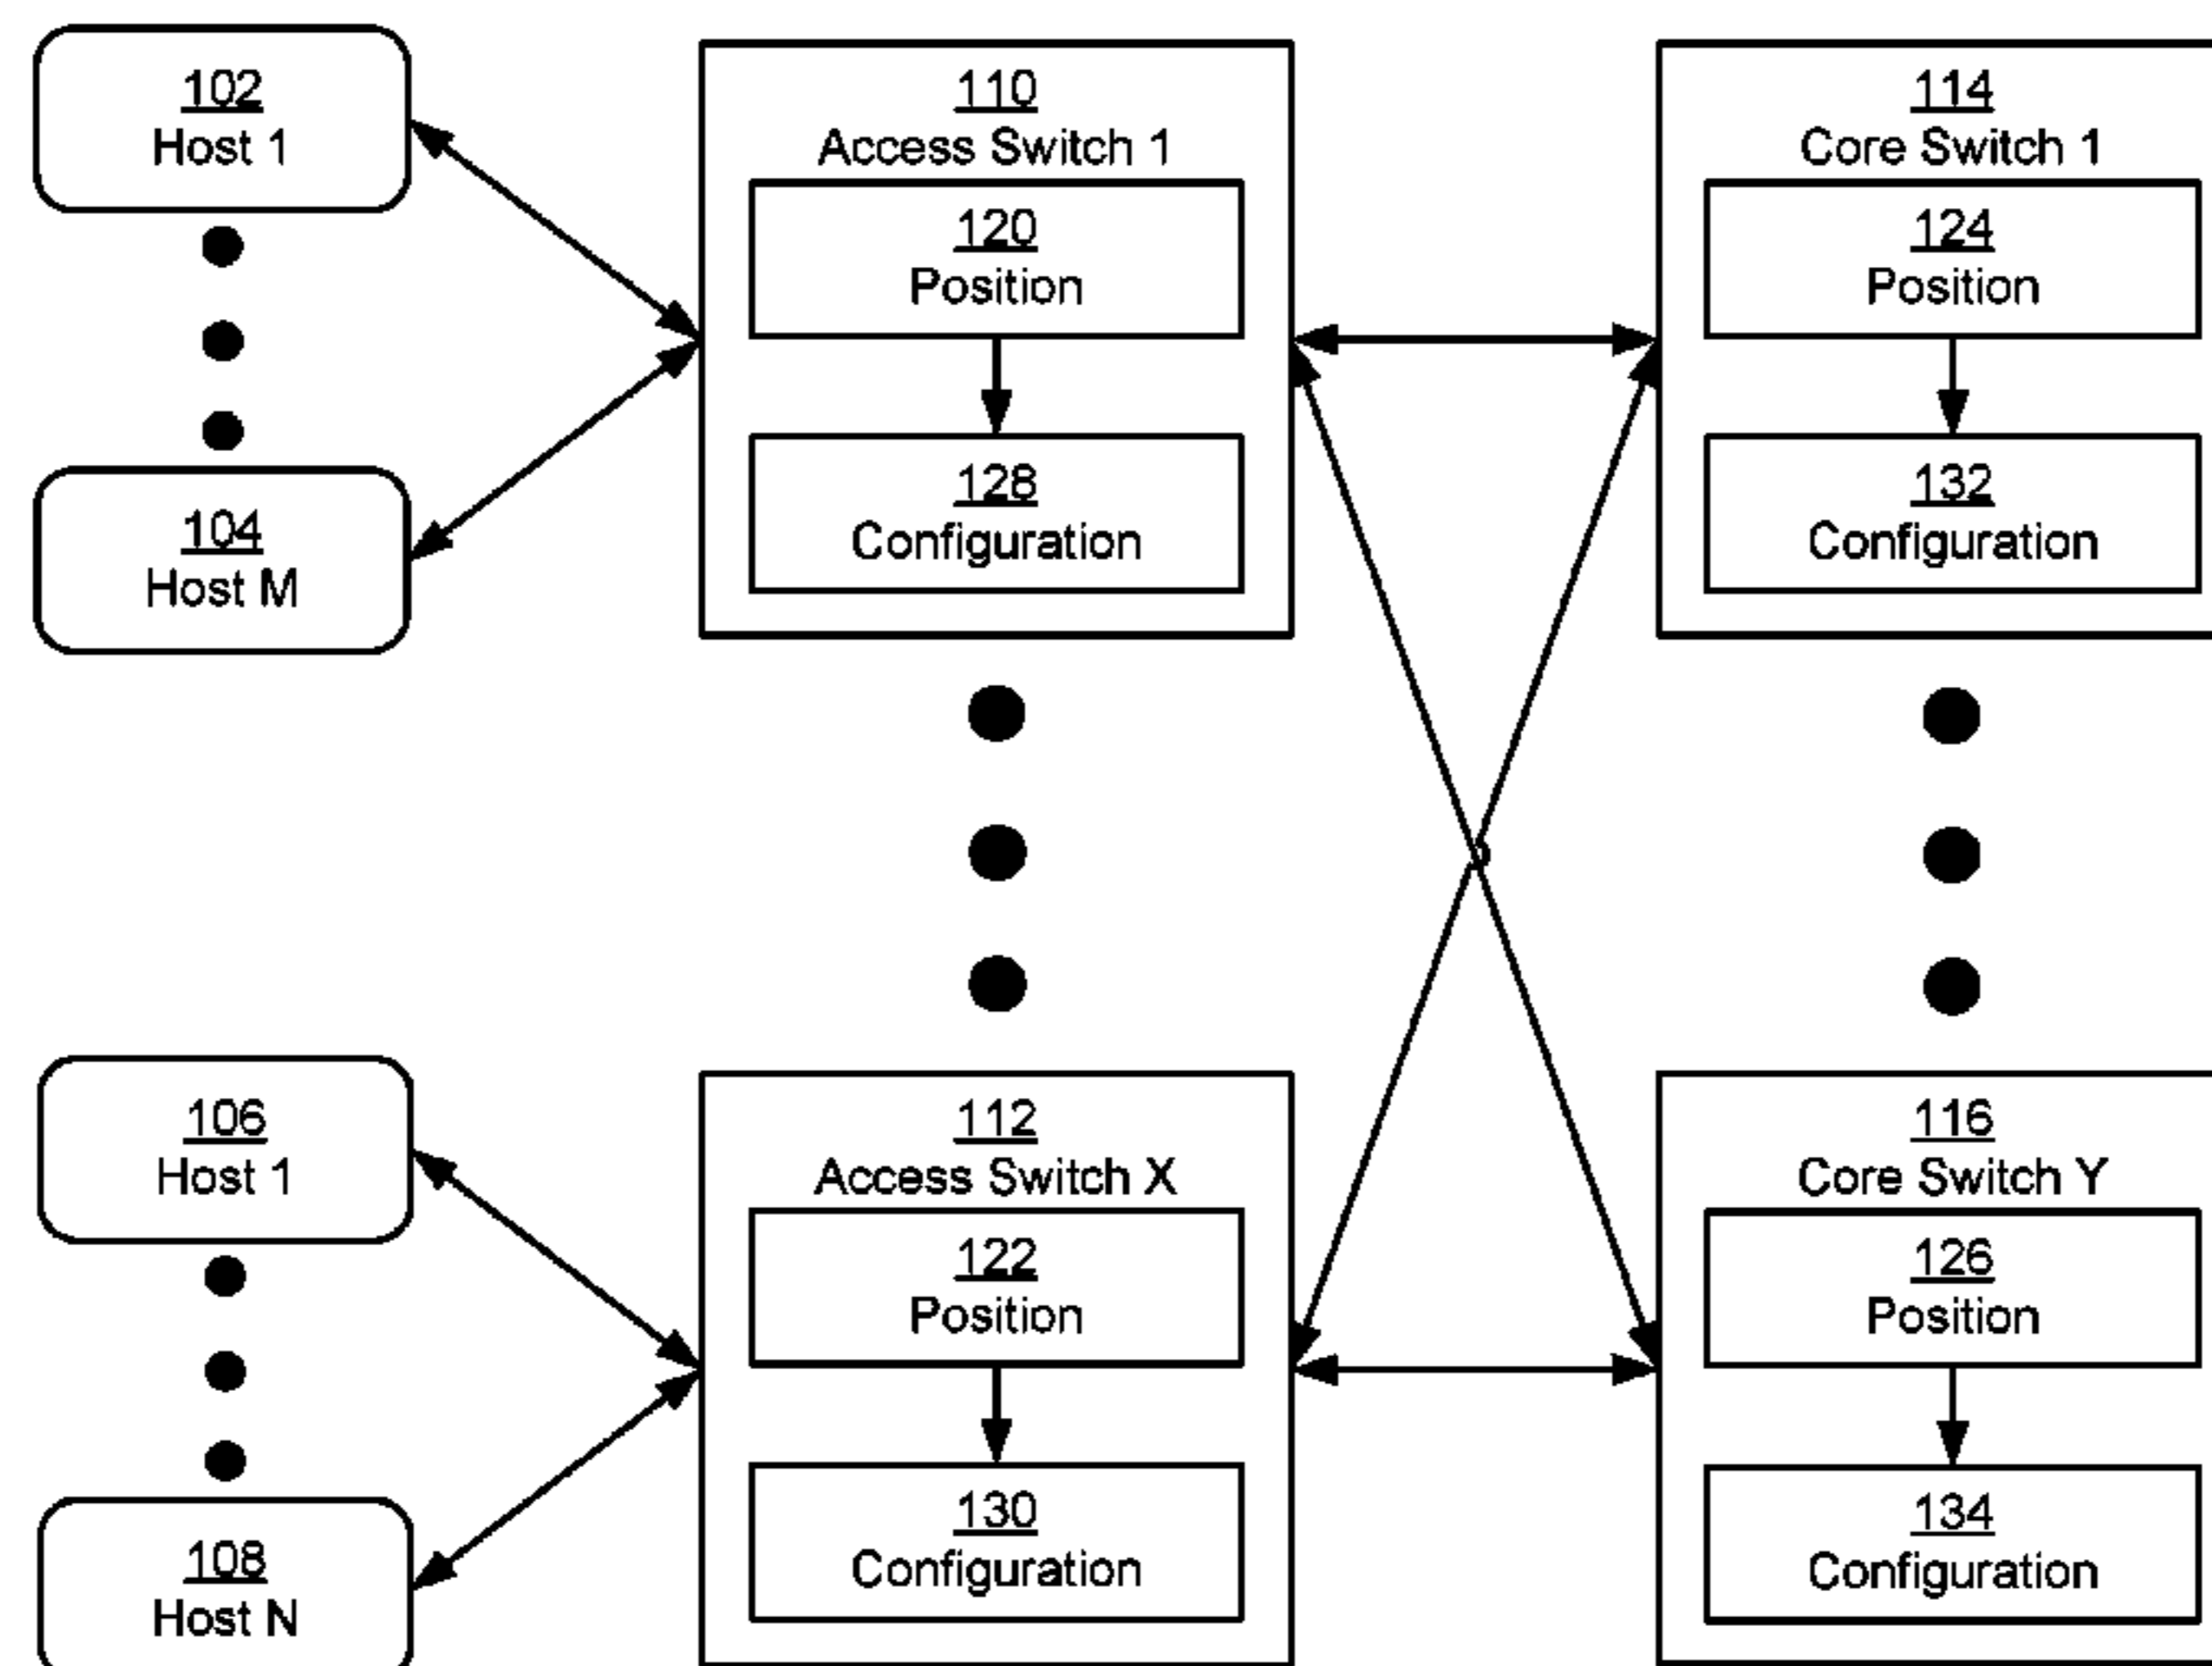 102
Host 1
104
Host M
110
Access Switch 1
120
Position
128
Configuration
114
Core Switch 1
124
Position
132
Configuration
106
Host 1
108
Host N
112
Access Switch X
122
Position
130
Configuration
116
Core Switch Y
126
Position
134
Configuration